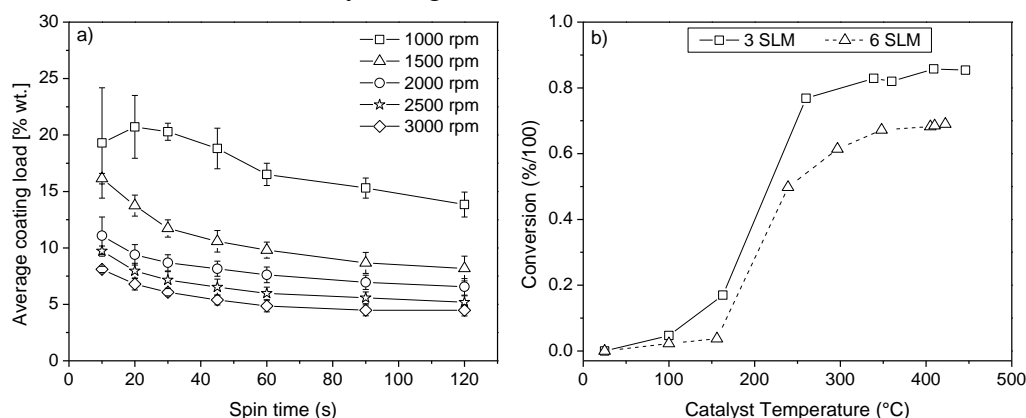 a)
1000 rpm
1500 rpm
2000 rpm
2500 rpm
3000 rpm
30
25
20
15
10
5
0
Average coating load [% wt.]
0 20 40 60 80 100 120
Spin time (s)
b)
3 SLM 6 SLM
1.0
0.8
0.6
0.4
0.2
0.0
Conversion (%/100)
0 100 200 300 400 500
Catalyst Temperature (°C)